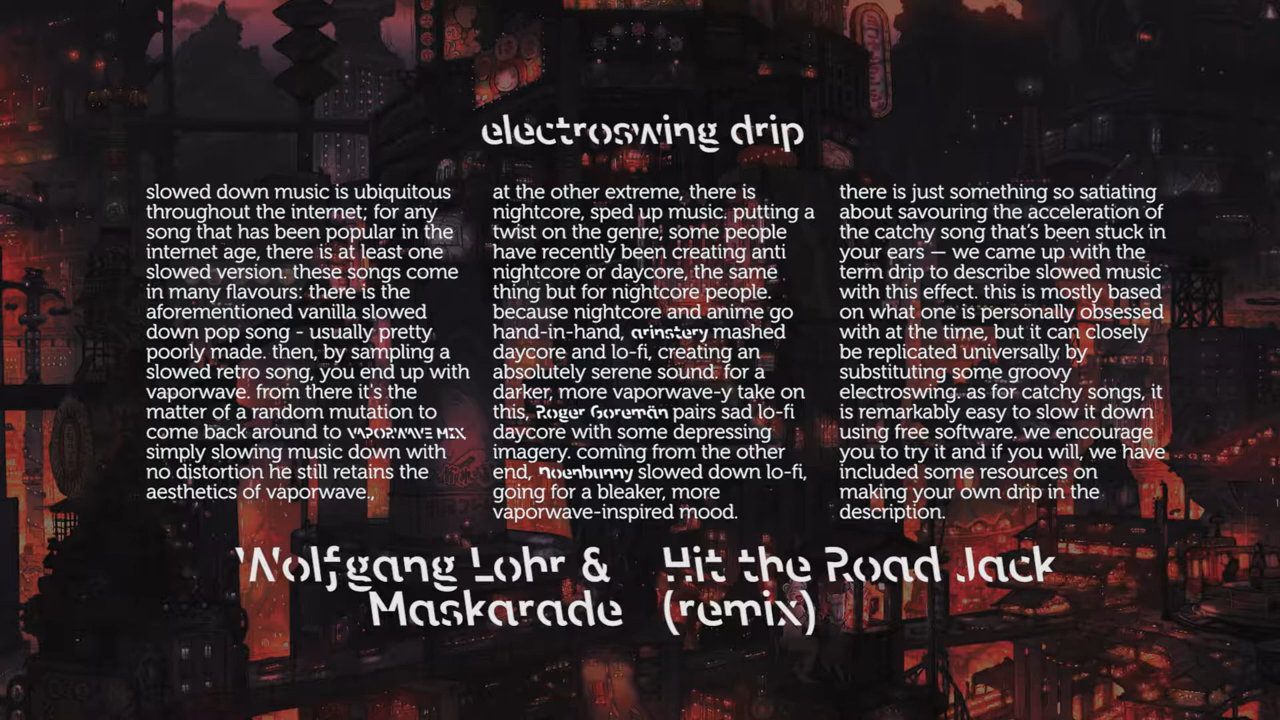 electroswing drip
slowed down music is ubiquitous
throughout the internet; for any
song that has been popular in the
internet age, there is at least one
slowed version. these songs come
in many flavours: there is the
aforementioned vanilla slowed
down pop song - usually pretty
poorly made. then, by sampling a
slowed retro song, you end up with
vaporwave. from there it's the
matter of a random mutation to
come back around to VAPORWAVE MIX
simply slowing music down with
no distortion he still retains the
aesthetics of vaporwave.,
at the other extreme, there is
nightcore, sped up music. putting a
twist on the genre, some people
have recently been creating anti
nightcore or daycore, the same
thing but for nightcore people.
because nightcore and anime go
hand-in-hand, arinstery mashed
daycore and lo-fi, creating an
absolutely serene sound. for a
darker, more vaporwave-y take on
this, Roger Goremän pairs sad lo-fi
daycore with some depressing
imagery. coming from the other
end, noenbunny slowed down lo-fi,
going for a bleaker, more
vaporwave-inspired mood.
there is just something so satiating
about savouring the acceleration of
the catchy song that's been stuck in
your ears — we came up with the
term drip to describe slowed music
with this effect. this is mostly based
on what one is personally obsessed
with at the time, but it can closely
be replicated universally by
substituting some groovy
electroswing. as for catchy songs, it
is remarkably easy to slow it down
using free software. we encourage
you to try it and if you will, we have
included some resources on
making your own drip in the
description.
Wolfgang Lohr &
Maskarade
Hit the Road Jack
(remix)